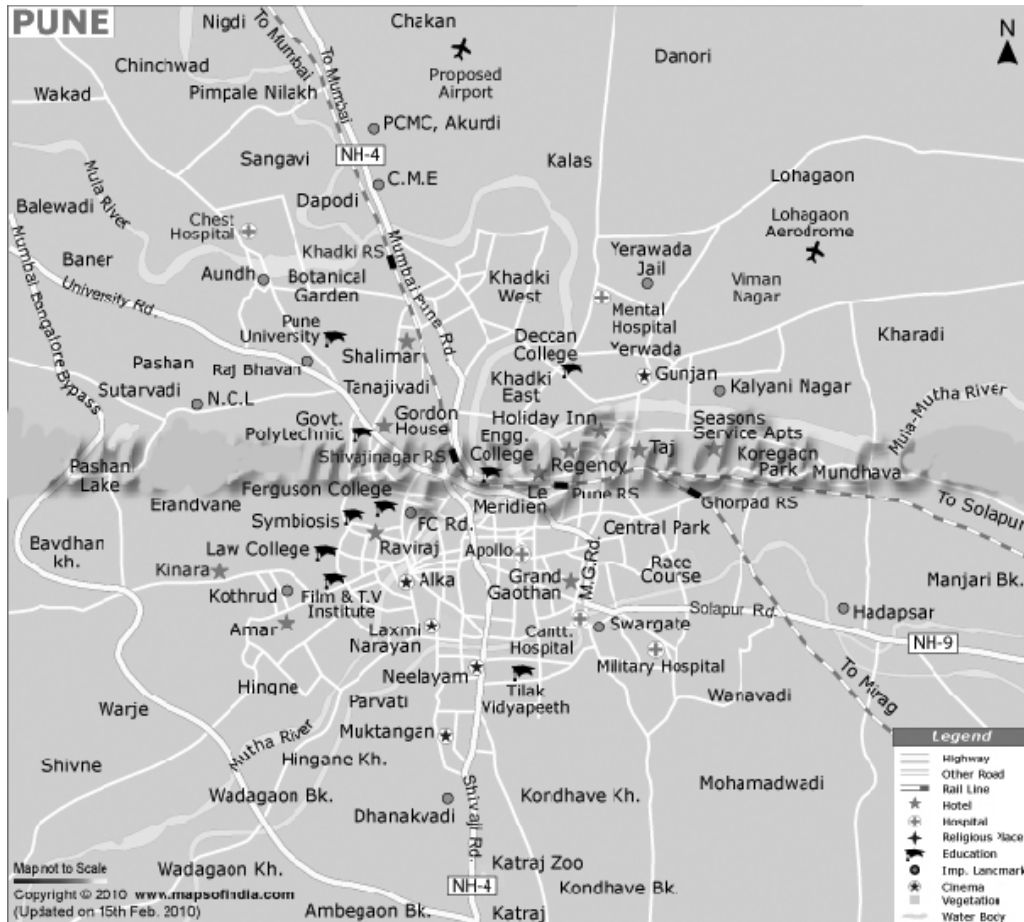 PUNE
N
Nigdi
To Mumbai
To Mumbai
Chakan
Proposed
Airport
Danori
Chinchwad
Wakad
Pimpale Nilakh
PCMC, Akurdi
NH-4
Sangavi
Kalas
C.M.E
Lohagaon
Mula River
Dapodi
Balewadi
Chest
Hospital
Lohagaon
Aerodrome
Mumbai Bangalore Bypass
Khadki RS
Mumbai Pune Rd.
Yerawada
Jail
Baner
University Rd.
Aundh
Botanical
Garden
Khadki
West
Viman
Nagar
Mental
Hospital
Yerwada
Pune
University
Deccan
College
Kharadi
Shalimar
Pashan
Raj Bhavan
Gunjan
Sutarvadi
Tanajivadi
Khadki
East
Kalyani Nagar
N.C.L
Govt.
Polytechnic
Gordon
House
Holiday Inn
Seasons
Service Apts
Muja-Mutha River
Engg.
College
Taj
Koregacn
Park
Shivajinagar RS
Regency
Mundhava
Pashan
Lake
Ferguson College
Le
Meridien
Pune RS
Ghorpad RS
To Solapur
Erandvane
Symbiosis
FC Rd.
Central Park
Bavdhan
kh.
Law College
Raviraj
Apollo
M.G.Rd.
Race
Course
Kinara
Alka
Grand
Gaothan
Manjari Bk.
Kothrud
Film & T.V
Institute
Solapur Rd.
Hadapsar
Amar
Laxmi
Narayan
Cantt.
Hospital
Swargate
NH-9
Military Hospital
Neelayam
To Mirag
Hingne
Tilak
Vidyapeeth
Wanavadi
Parvati
Warje
Mutha River
Muktangan
Hingane Kh.
Shivne
Shivaji Rd.
Mohamadwadi
Wadagaon Bk.
Kondhave Kh.
Dhanakvadi
Wadagaon Kh.
Katraj Zoo
NH-4
Kondhave Bk.
Ambegaon Bk.
Katraj
Legend
Highway
Other Road
Rail Line
Hotel
Hospital
Religious Place
Education
Imp. Lancmark
Cinema
Vegetation
Water Body
Map not to Scale
Copyright © 2010 www.mapsofindia.com
(Updated on 15th Feb. 2010)